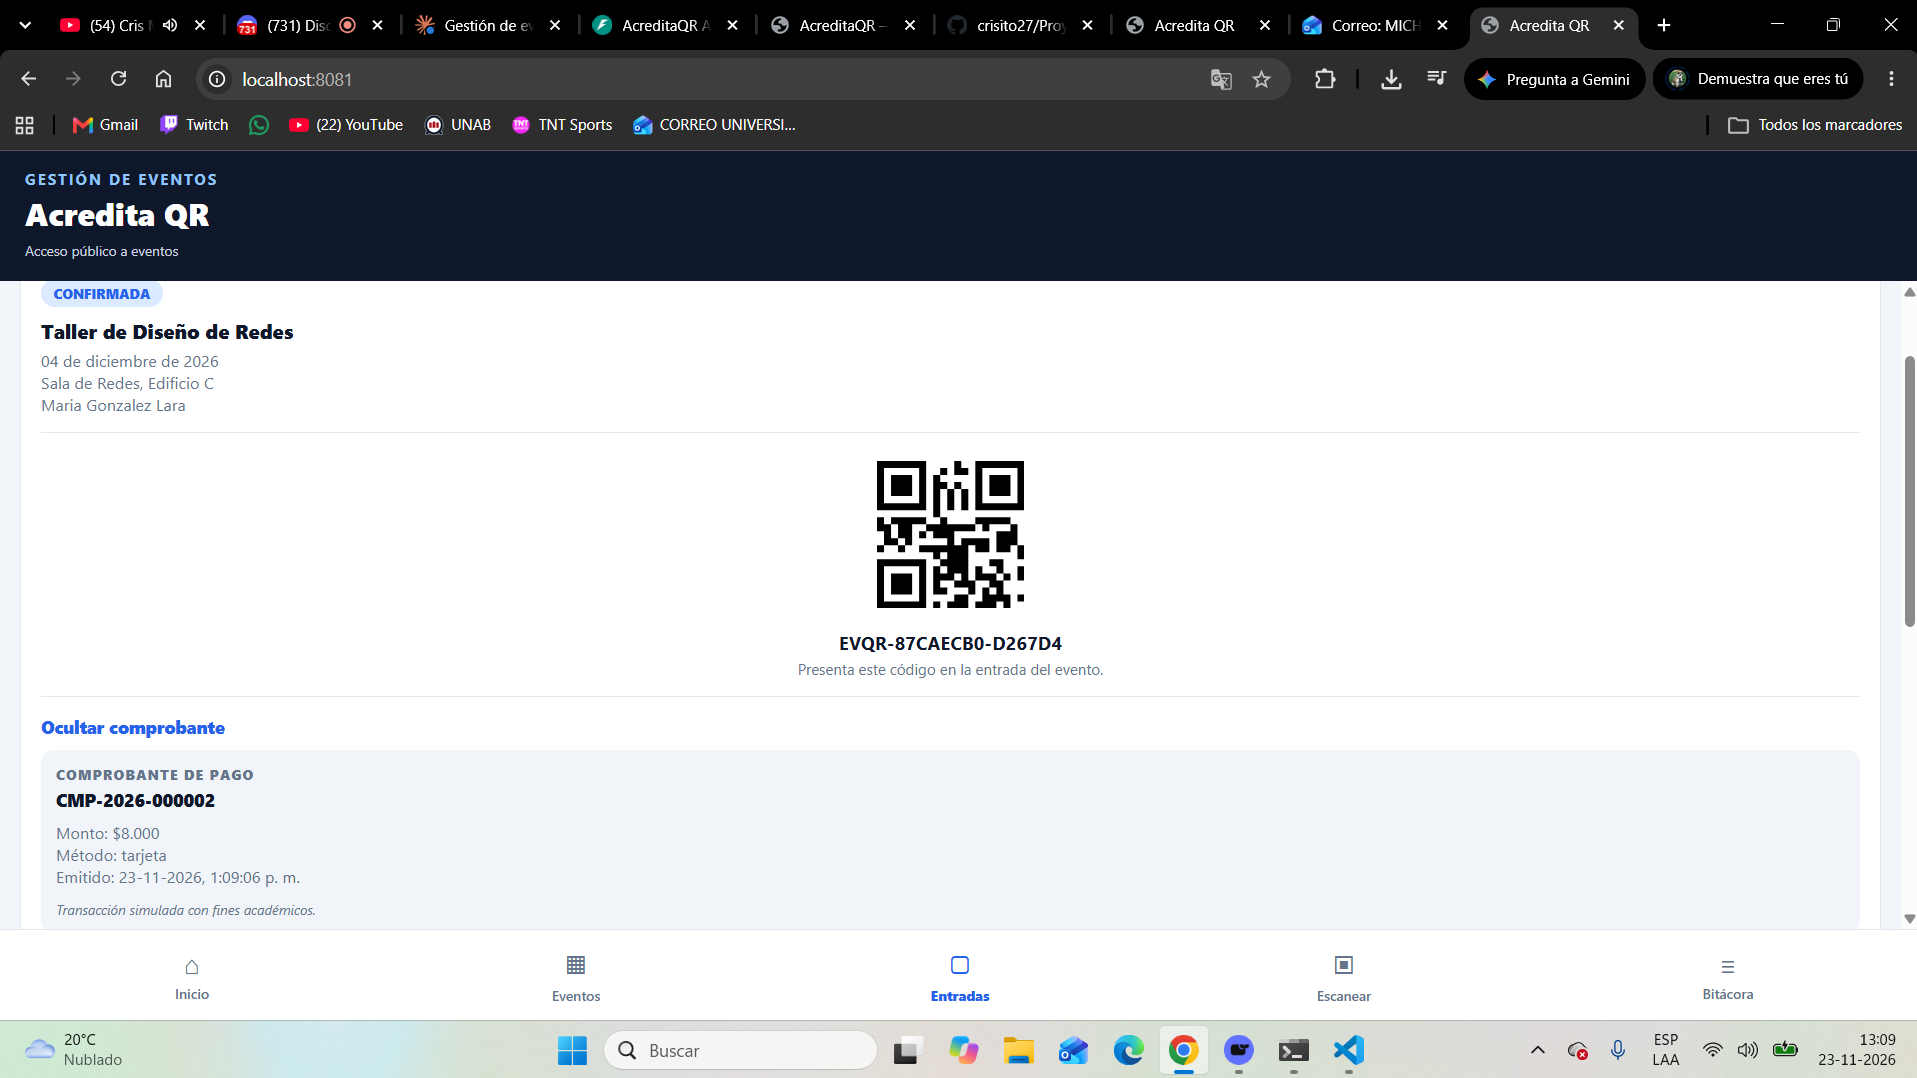 (54) Cris
(731) Disc
Gestión de ev
AcreditaQR A
AcreditaQR –
crisito27/Proy
Acredita QR
Correo: MICH
Acredita QR
localhost:8081
Pregunta a Gemini
Demuestra que eres tú
Gmail
Twitch
(22) YouTube
UNAB
TNT Sports
CORREO UNIVERSI...
Todos los marcadores
GESTIÓN DE EVENTOS
Acredita QR
Acceso público a eventos
CONFIRMADA
Taller de Diseño de Redes
04 de diciembre de 2026
Sala de Redes, Edificio C
Maria Gonzalez Lara
EVQR-87CAECB0-D267D4
Presenta este código en la entrada del evento.
Ocultar comprobante
COMPROBANTE DE PAGO
CMP-2026-000002
Monto: $8.000
Método: tarjeta
Emitido: 23-11-2026, 1:09:06 p. m.
Transacción simulada con fines académicos.
Inicio
Eventos
Entradas
Escanear
Bitácora
20°C
Nublado
Buscar
ESP
LAA
13:09
23-11-2026